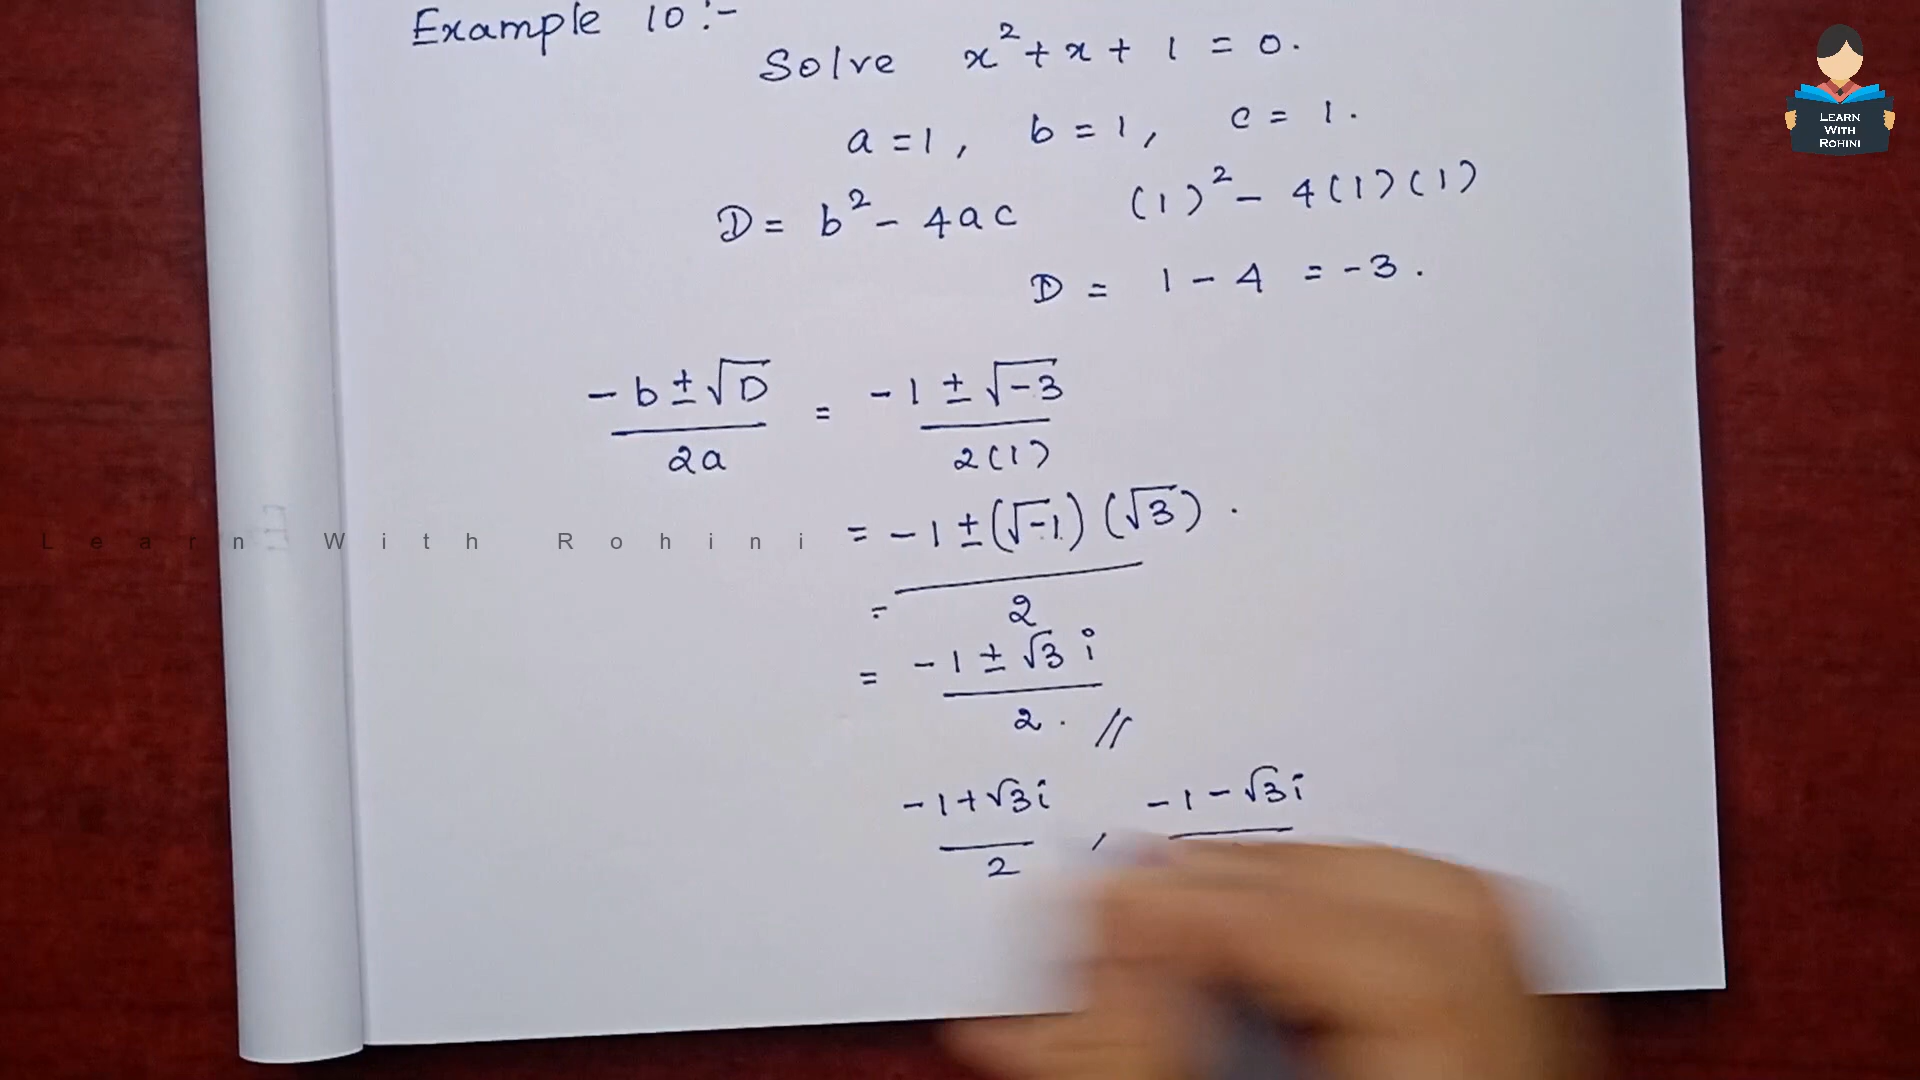 Example 10:-
Solve x² + x + 1 = 0.
a = 1, b = 1, c = 1.
D = b² - 4ac (1)² - 4(1)(1)
D = 1 - 4 = -3.
-b ± √D / 2a = -1 ± √-3 / 2(1)
= -1 ± (√-1) (√3) . / 2
=
= -1 ± √3 i / 2. //
-1 + √3 i / 2 , -1 - √3 i
LEARN
WITH
ROHINI
Learn With Rohini